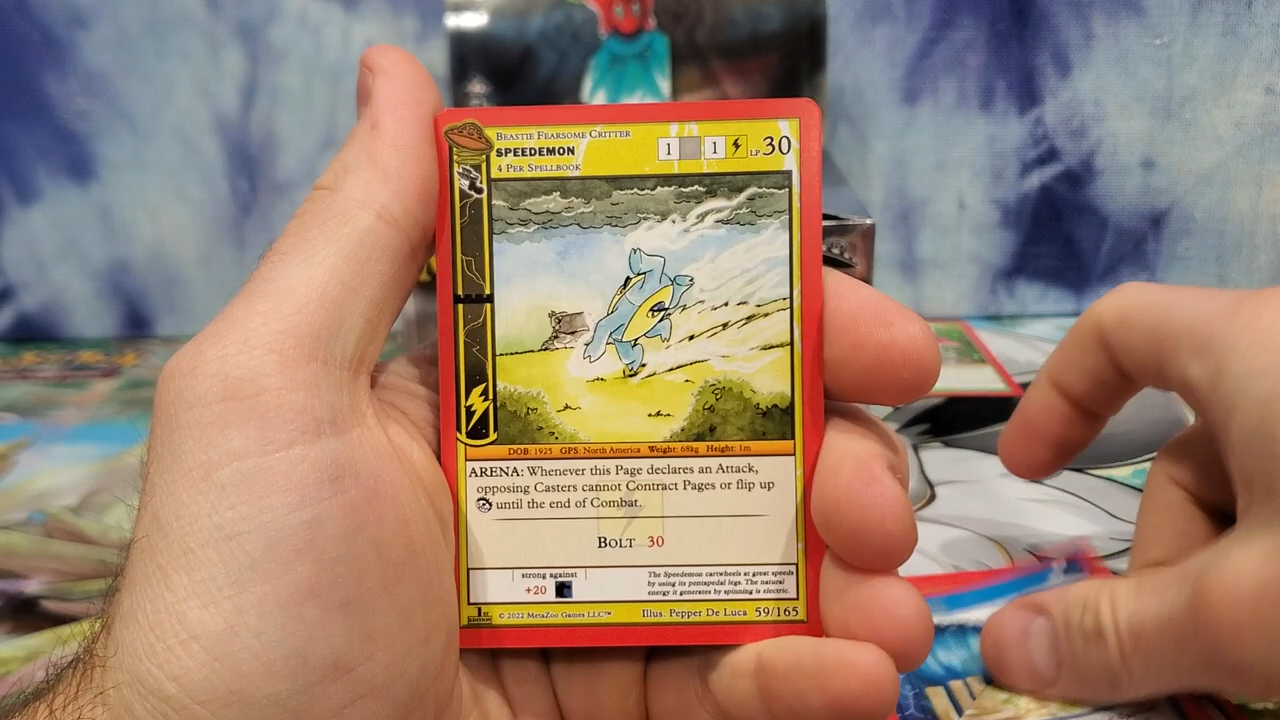 BEASTIE FEARSOME CRITTER
SPEEDEMON
4 PER SPELLBOOK
1 1 LP 30
DOB: 1925 GPS: North America Weight: 68kg Height: 1m
ARENA: Whenever this Page declares an Attack,
opposing Casters cannot Contract Pages or flip up
until the end of Combat.
BOLT 30
strong against
+20
The Speedemon cartwheels at great speeds
by using its pentapedal legs. The natural
energy it generates by spinning is electric.
1ST EDITION
© 2022 MetaZoo Games LLC™ Illus. Pepper De Luca 59/165